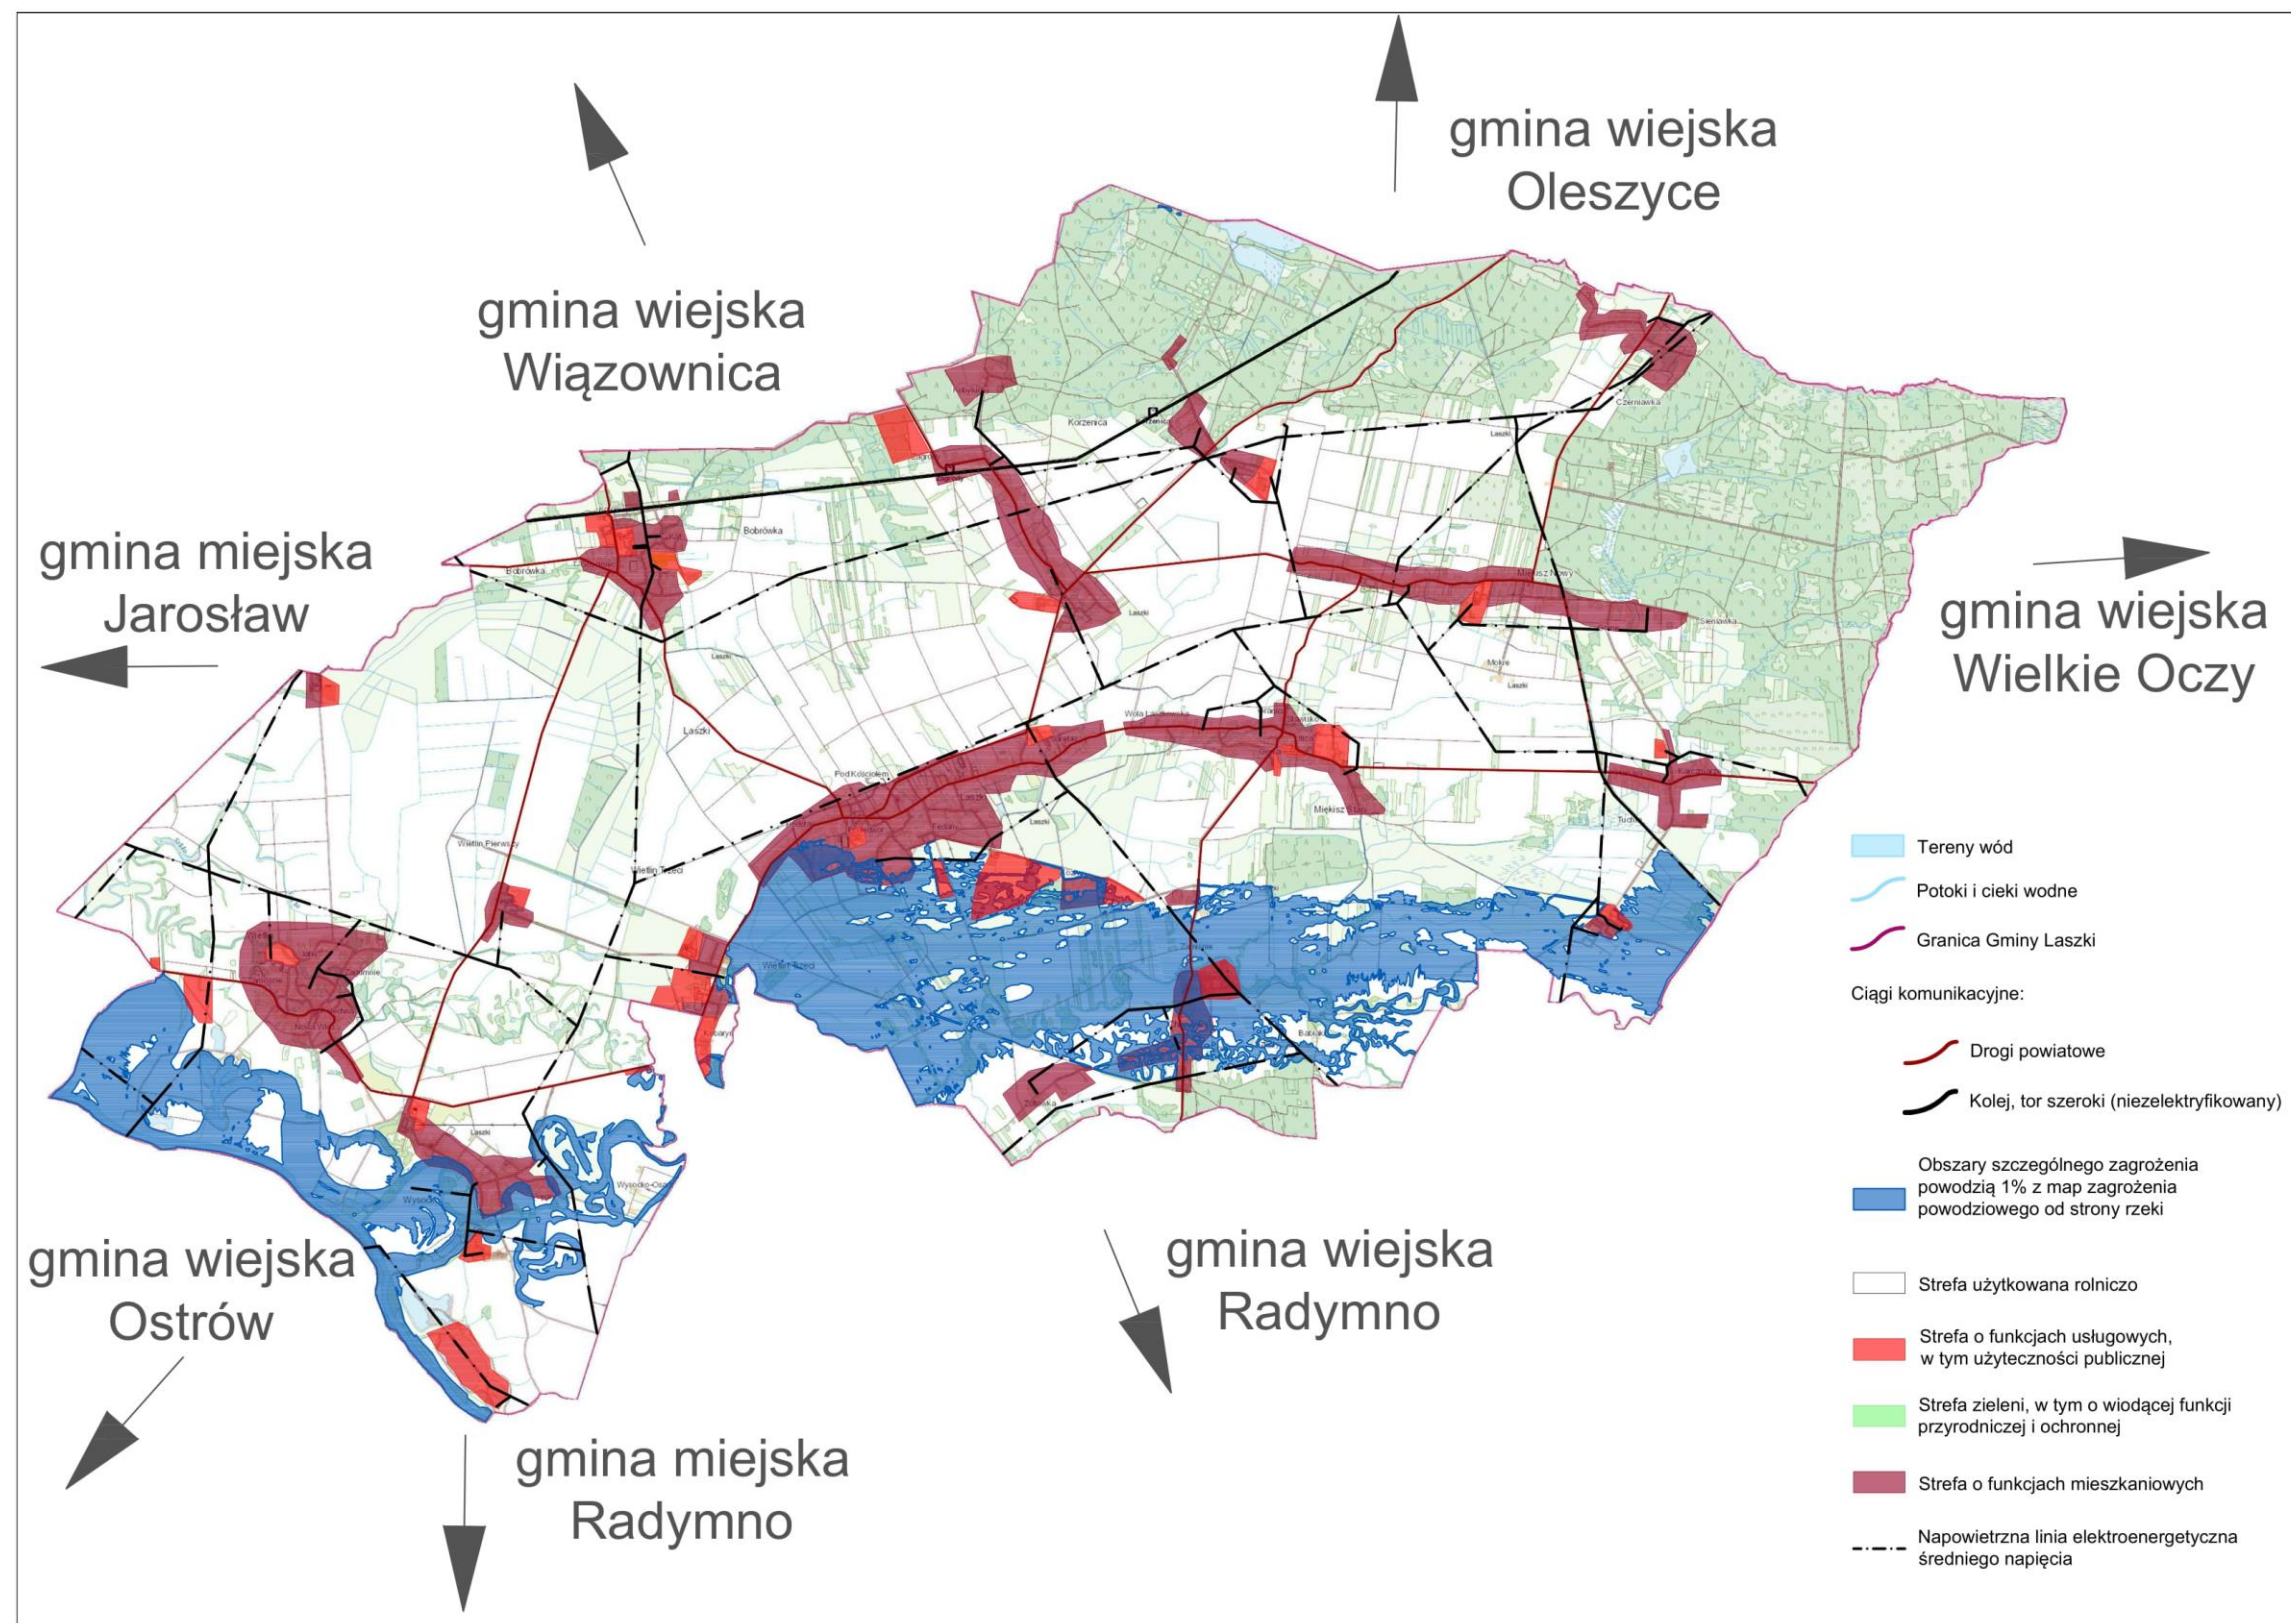 gmina wiejska
Oleszyce
gmina wiejska
Wiązownica
gmina miejska
Jarosław
gmina wiejska
Wielkie Oczy
gmina wiejska
Ostrów
gmina wiejska
Radymno
gmina miejska
Radymno
Korzenica
Czerniawka
Laszki
Bobrówka
Bobrówka
Miękisz Nowy
Laszki
Sieniawka
Laszki
Mokre
Laszki
Wola Laszkowska
Laszki
Pod Kościołem
Laszki
Laszki
Miękisz Stary
Wietlin Pierwszy
Wietlin Trzeci
Wietlin Trzeci
Laszki
Tereny wód
Potoki i cieki wodne
Granica Gminy Laszki
Ciągi komunikacyjne:
Drogi powiatowe
Kolej, tor szeroki (niezelektryfikowany)
Obszary szczególnego zagrożenia
powodzią 1% z map zagrożenia
powodziowego od strony rzeki
Strefa użytkowana rolniczo
Strefa o funkcjach usługowych,
w tym użyteczności publicznej
Strefa zieleni, w tym o wiodącej funkcji
przyrodniczej i ochronnej
Strefa o funkcjach mieszkaniowych
Napowietrzna linia elektroenergetyczna
średniego napięcia